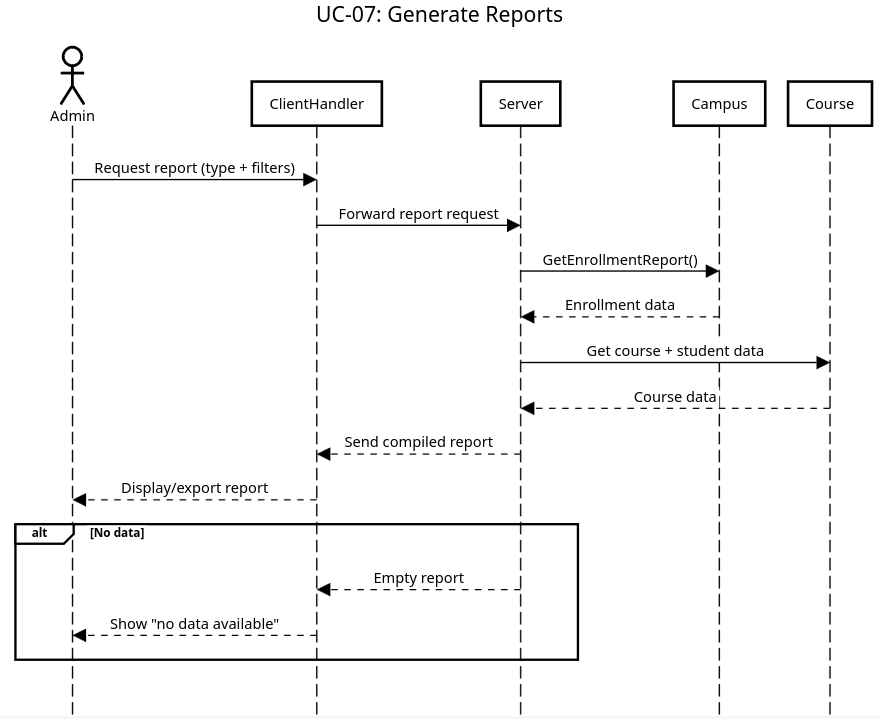 UC-07: Generate Reports
Admin
ClientHandler
Server
Campus
Course
Request report (type + filters)
Forward report request
GetEnrollmentReport()
Enrollment data
Get course + student data
Course data
Send compiled report
Display/export report
alt
[No data]
Empty report
Show "no data available"